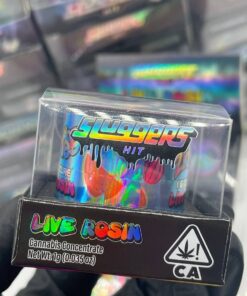 SLUGGERS
HIT
LIVE ROSIN
Cannabis Concentrate
Net Wt 1g (0.035 oz)
CA